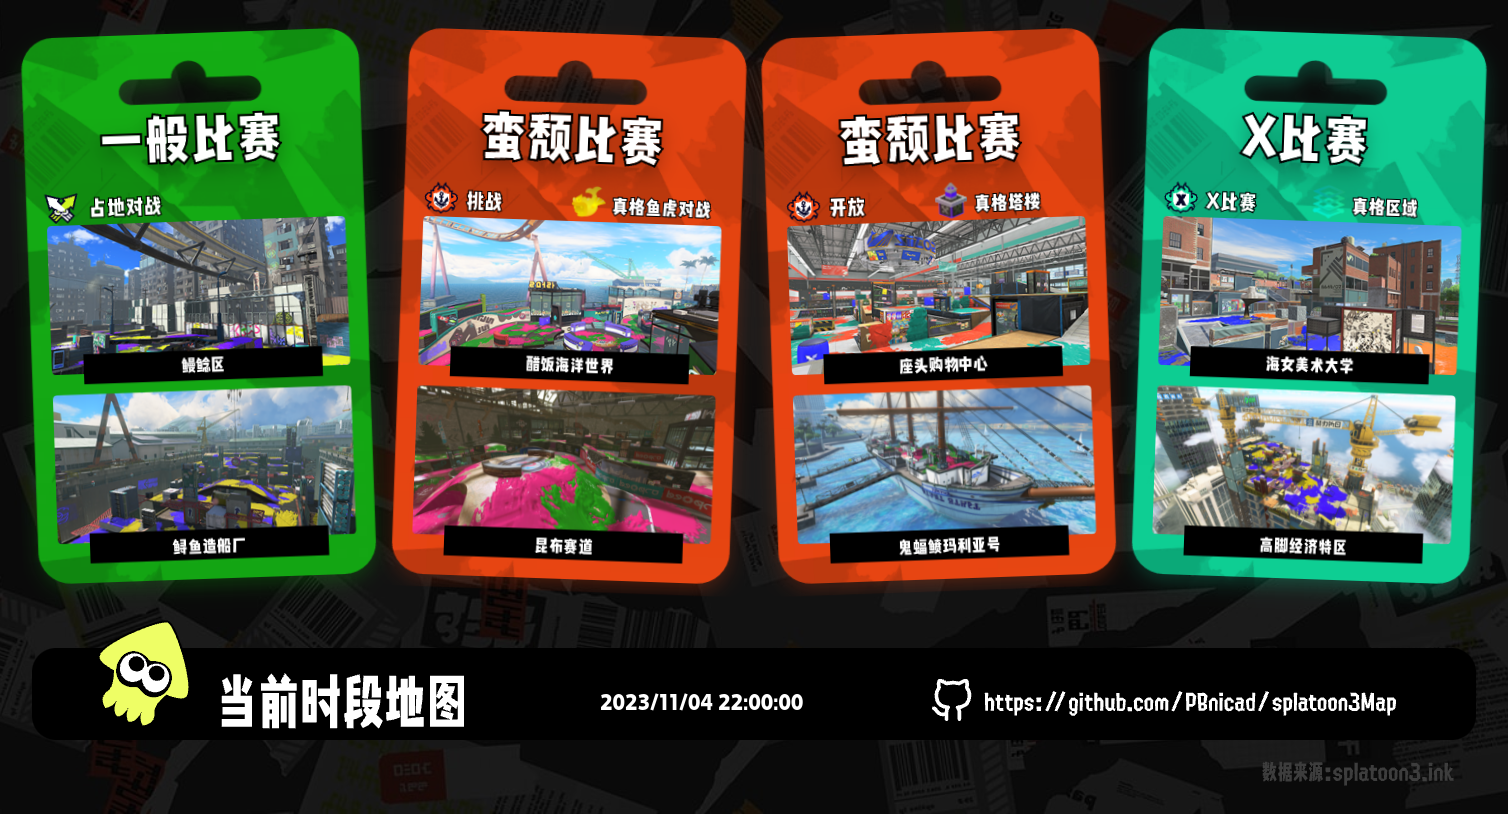 一般比赛
占地对战
鳗鲶区
鲟鱼造船厂
蛮颓比赛
挑战
真格鱼虎对战
醋饭海洋世界
昆布赛道
蛮颓比赛
开放
真格塔楼
座头购物中心
鬼蝠鲼玛利亚号
X比赛
X比赛
真格区域
海女美术大学
高脚经济特区
当前时段地图
2023/11/04 22:00:00
https://github.com/PBnicad/splatoon3Map
数据来源:splatoon3.ink